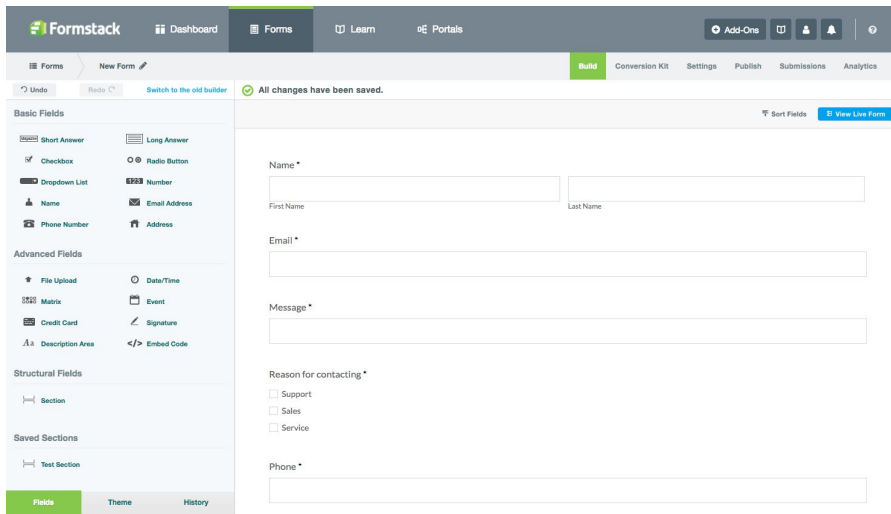 Formstack
Dashboard
Forms
Learn
Portals
Add-Ons
Forms
New Form
Build
Conversion Kit
Settings
Publish
Submissions
Analytics
Undo
Redo
Switch to the old builder
All changes have been saved.
Sort Fields
View Live Form
Basic Fields
Short Answer
Long Answer
Checkbox
Radio Button
Dropdown List
123 Number
Name
Email Address
Phone Number
Address
Advanced Fields
File Upload
Date/Time
Matrix
Event
Credit Card
Signature
Aa Description Area
</> Embed Code
Structural Fields
Section
Saved Sections
Test Section
Fields
Theme
History
Name *
First Name
Last Name
Email *
Message *
Reason for contacting *
Support
Sales
Service
Phone *